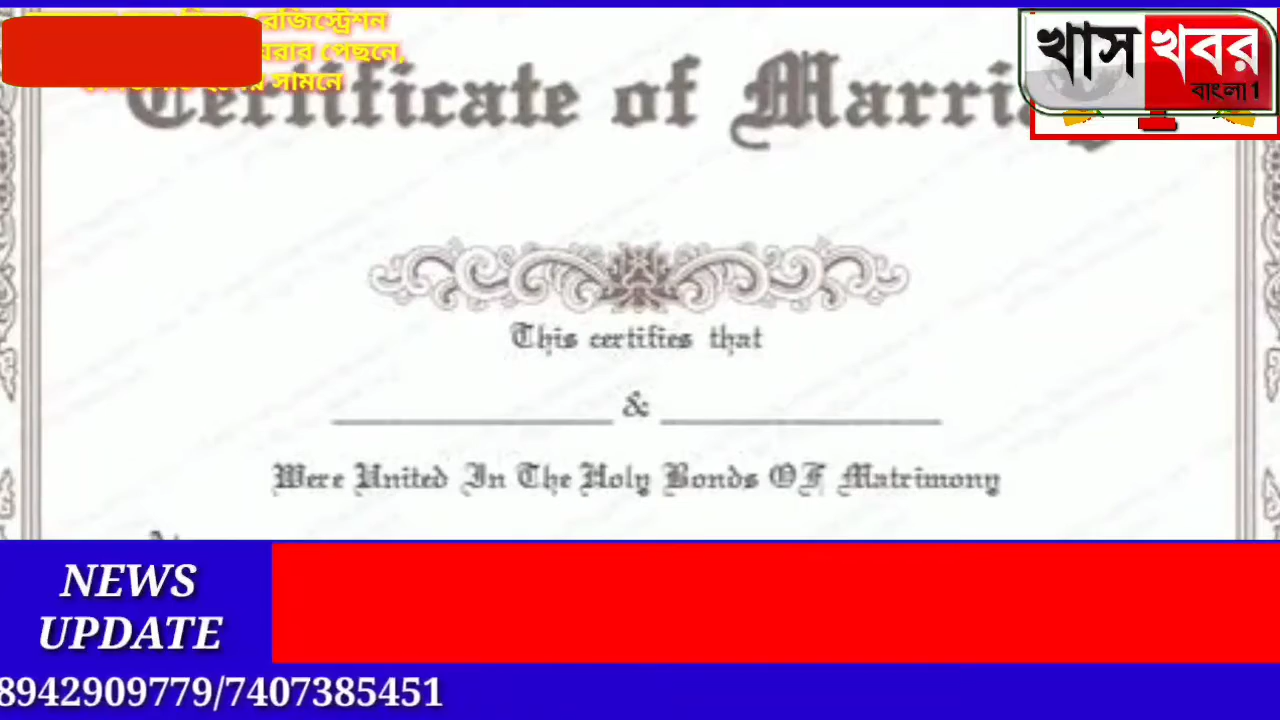 রেজিস্ট্রেশন
পেছনে,
সামনে
Certificate of
খাস খবর
বাংলা 1
This certifies that
&
Were United In The Holy Bonds OF Matrimony
NEWS
UPDATE
8942909779/7407385451